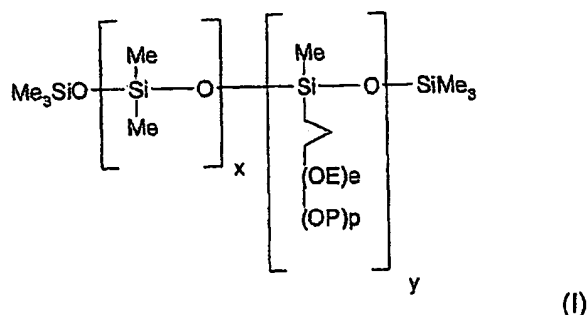 Me Me
Me₃SiO Si O Si O SiMe₃
Me (OE)e
x (OP)p
y
(I)